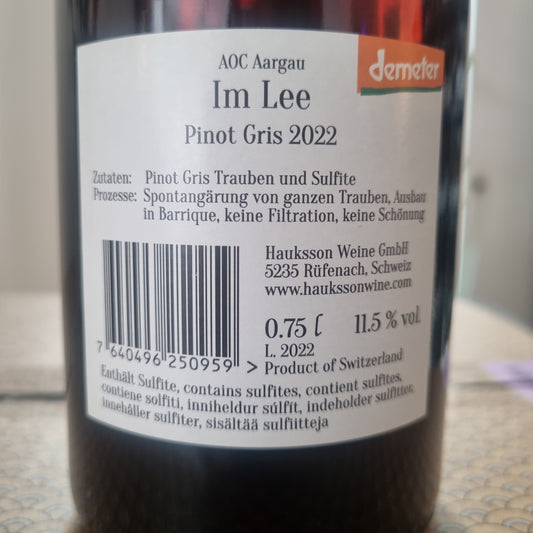 AOC Aargau
demeter
Im Lee
Pinot Gris 2022
Zutaten: Pinot Gris Trauben und Sulfite
Prozesse: Spontangärung von ganzen Trauben, Ausbau
in Barrique, keine Filtration, keine Schönung
Hauksson Weine GmbH
5235 Rüfenach, Schweiz
www.haukssonwine.com
0.75 l 11.5 % vol.
L. 2022
Product of Switzerland
7 640496 250959 >
Enthält Sulfite, contains sulfites, contient sulfites,
contiene solfiti, inniheldur súlfít, indeholder sulfitter,
innehåller sulfiter, sisältää sulfiitteja